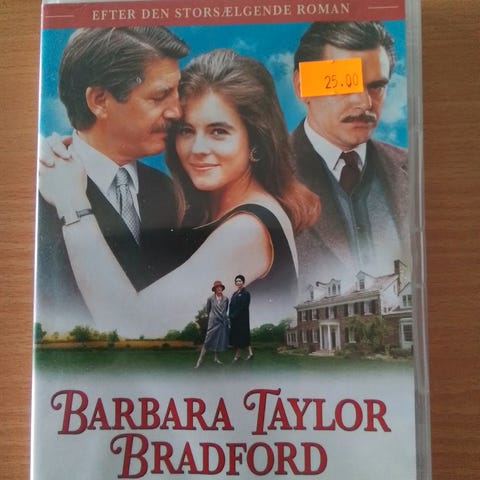 EFTER DEN STORSÆLGENDE ROMAN
25.00
BARBARA TAYLOR
BRADFORD